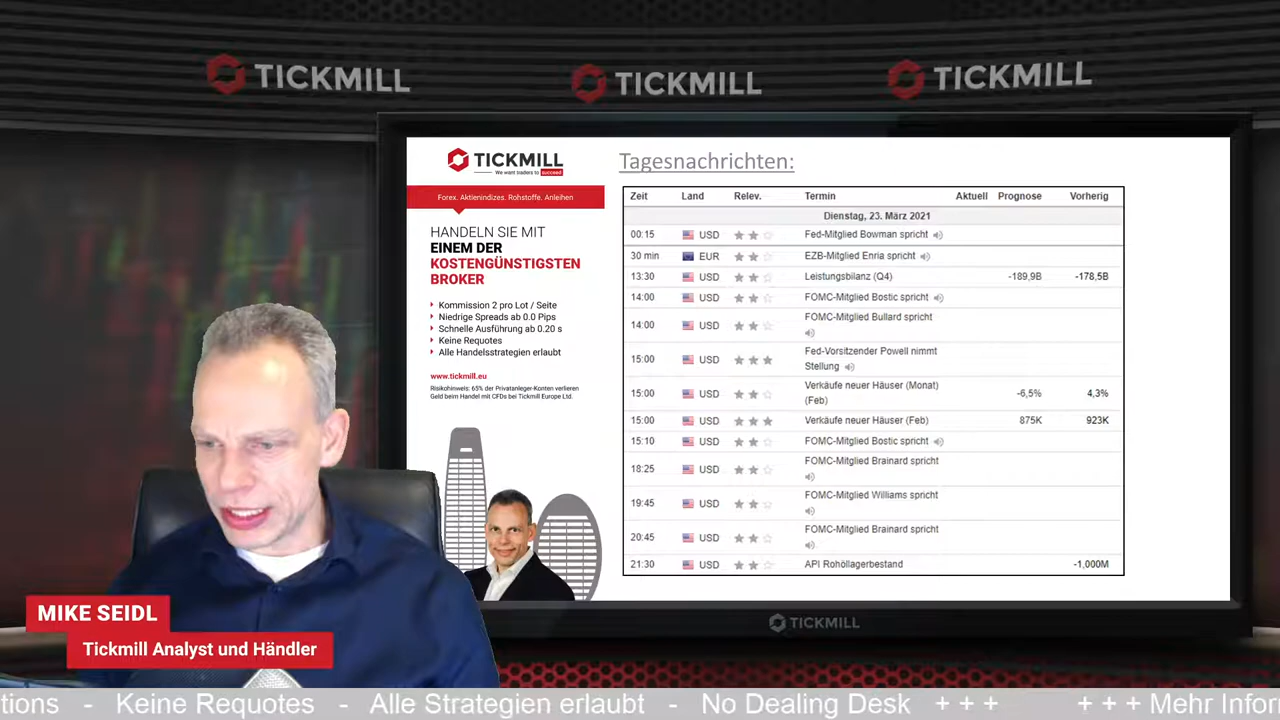 TICKMILL
TICKMILL
TICKMILL
TICKMILL
We want traders to succeed
Forex. Aktienindizes. Rohstoffe. Anleihen
HANDELN SIE MIT
EINEM DER
KOSTENGÜNSTIGSTEN
BROKER
Kommission 2 pro Lot / Seite
Niedrige Spreads ab 0.0 Pips
Schnelle Ausführung ab 0.20 s
Keine Requotes
Alle Handelsstrategien erlaubt
www.tickmill.eu
Risikohinweis: 65% der Privatanleger-Konten verlieren
Geld beim Handel mit CFDs bei Tickmill Europe Ltd.
Tagesnachrichten:
Zeit Land Relev. Termin Aktuell Prognose Vorherig
Dienstag, 23. März 2021
00:15 USD Fed-Mitglied Bowman spricht
30 min EUR EZB-Mitglied Enria spricht
13:30 USD Leistungsbilanz (Q4) -189,9B -178,5B
14:00 USD FOMC-Mitglied Bostic spricht
14:00 USD FOMC-Mitglied Bullard spricht
15:00 USD Fed-Vorsitzender Powell nimmt
Stellung
15:00 USD Verkäufe neuer Häuser (Monat)
(Feb) -6,5% 4,3%
15:00 USD Verkäufe neuer Häuser (Feb) 875K 923K
15:10 USD FOMC-Mitglied Bostic spricht
18:25 USD FOMC-Mitglied Brainard spricht
19:45 USD FOMC-Mitglied Williams spricht
20:45 USD FOMC-Mitglied Brainard spricht
21:30 USD API Rohöllagerbestand -1,000M
TICKMILL
MIKE SEIDL
Tickmill Analyst und Händler
tions - Keine Requotes - Alle Strategien erlaubt - No Dealing Desk + + + + + + Mehr Infor